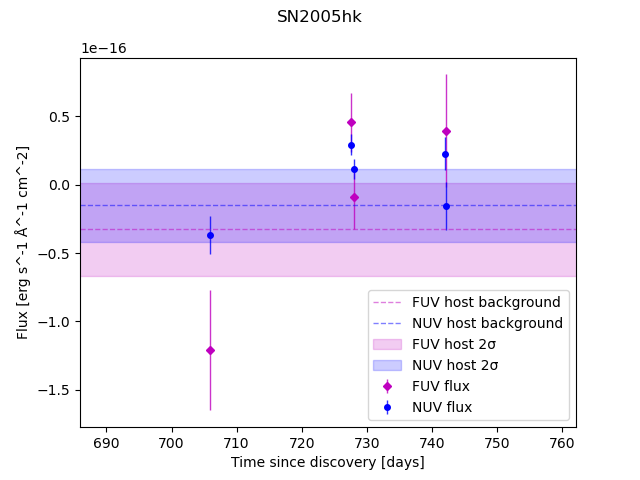 SN2005hk
1e−16
Flux [erg s^-1 Å^-1 cm^-2]
0.5
0.0
−0.5
−1.0
−1.5
FUV host background
NUV host background
FUV host 2σ
NUV host 2σ
FUV flux
NUV flux
690 700 710 720 730 740 750 760
Time since discovery [days]